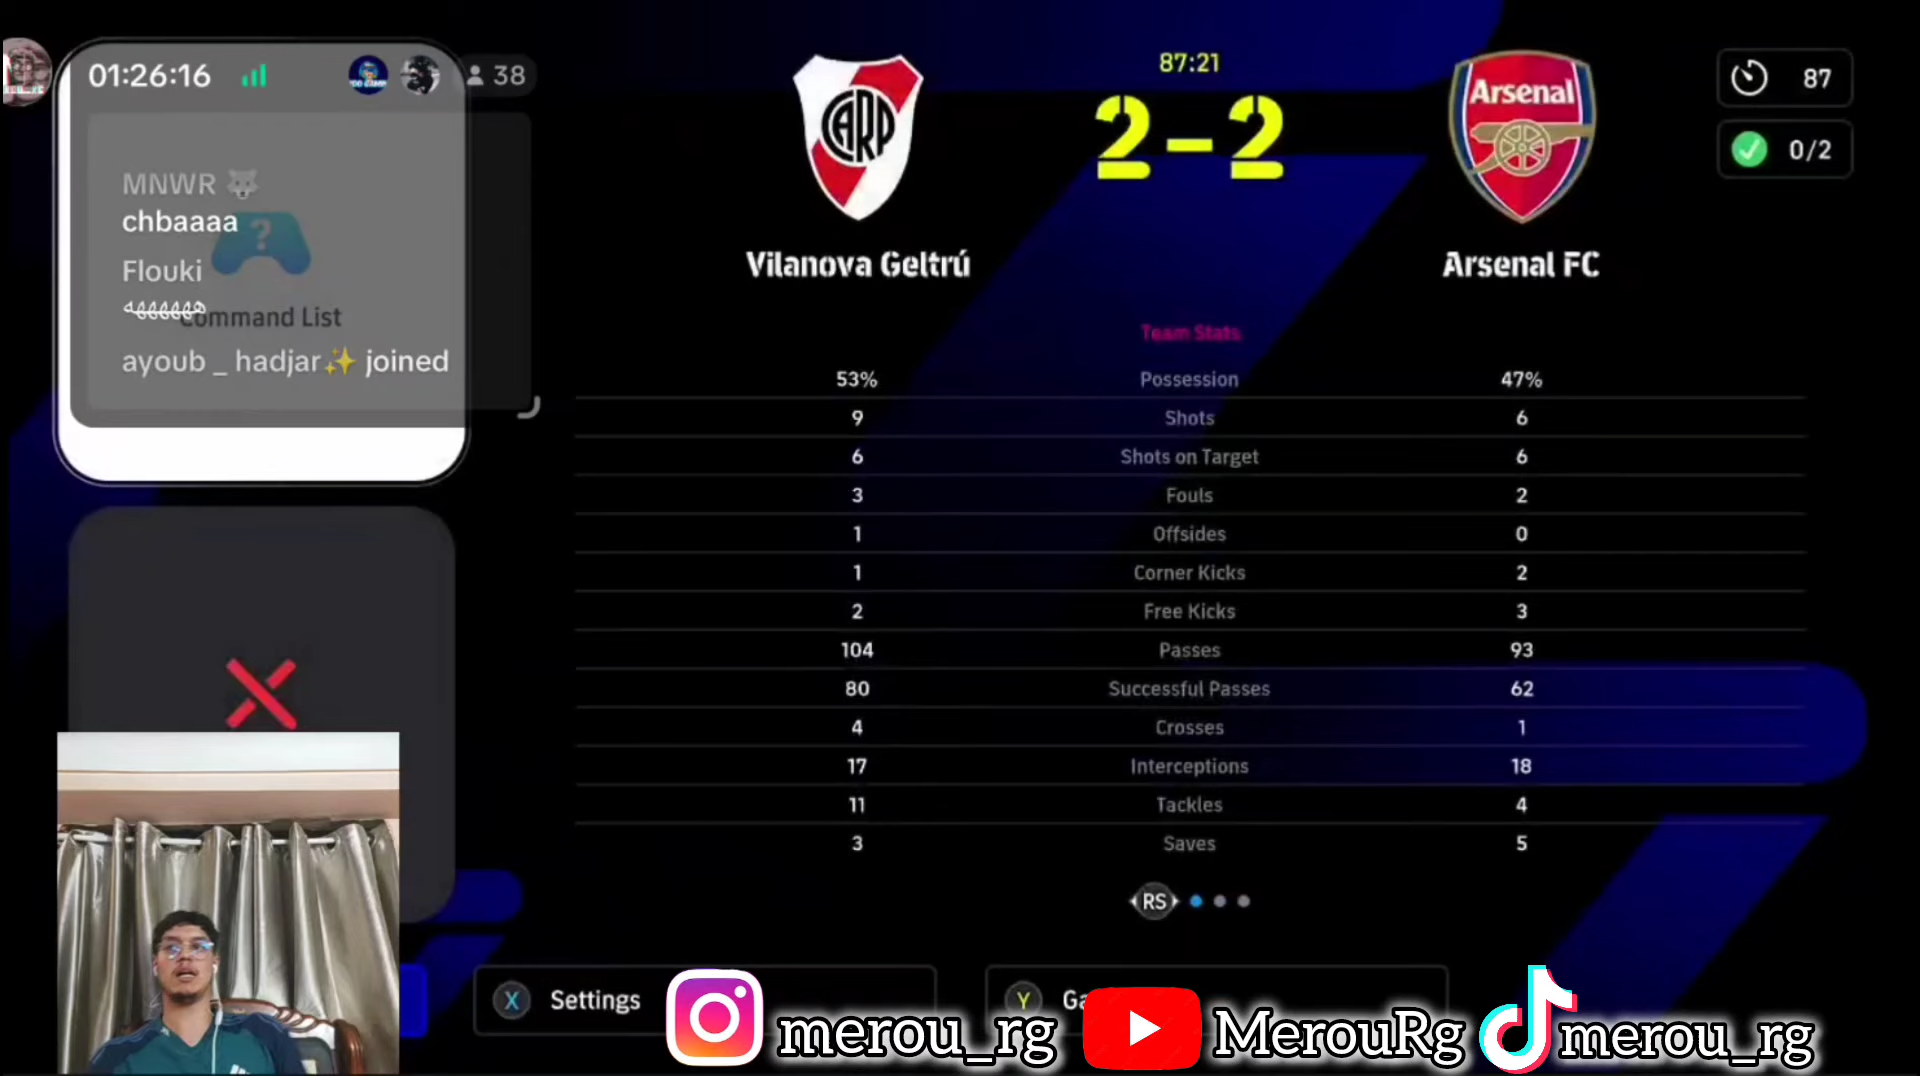 01:26:16
38
MNWR
chbaaaa
Flouki
ههههههه
Command List
ayoub _ hadjar✨ joined
CARP
87:21
2-2
Arsenal
87
0/2
Vilanova Geltrú
Arsenal FC
Team Stats
53% Possession 47%
9 Shots 6
6 Shots on Target 6
3 Fouls 2
1 Offsides 0
1 Corner Kicks 2
2 Free Kicks 3
104 Passes 93
80 Successful Passes 62
4 Crosses 1
17 Interceptions 18
11 Tackles 4
3 Saves 5
RS
X Settings
Y Ga
merou_rg
MerouRg
merou_rg